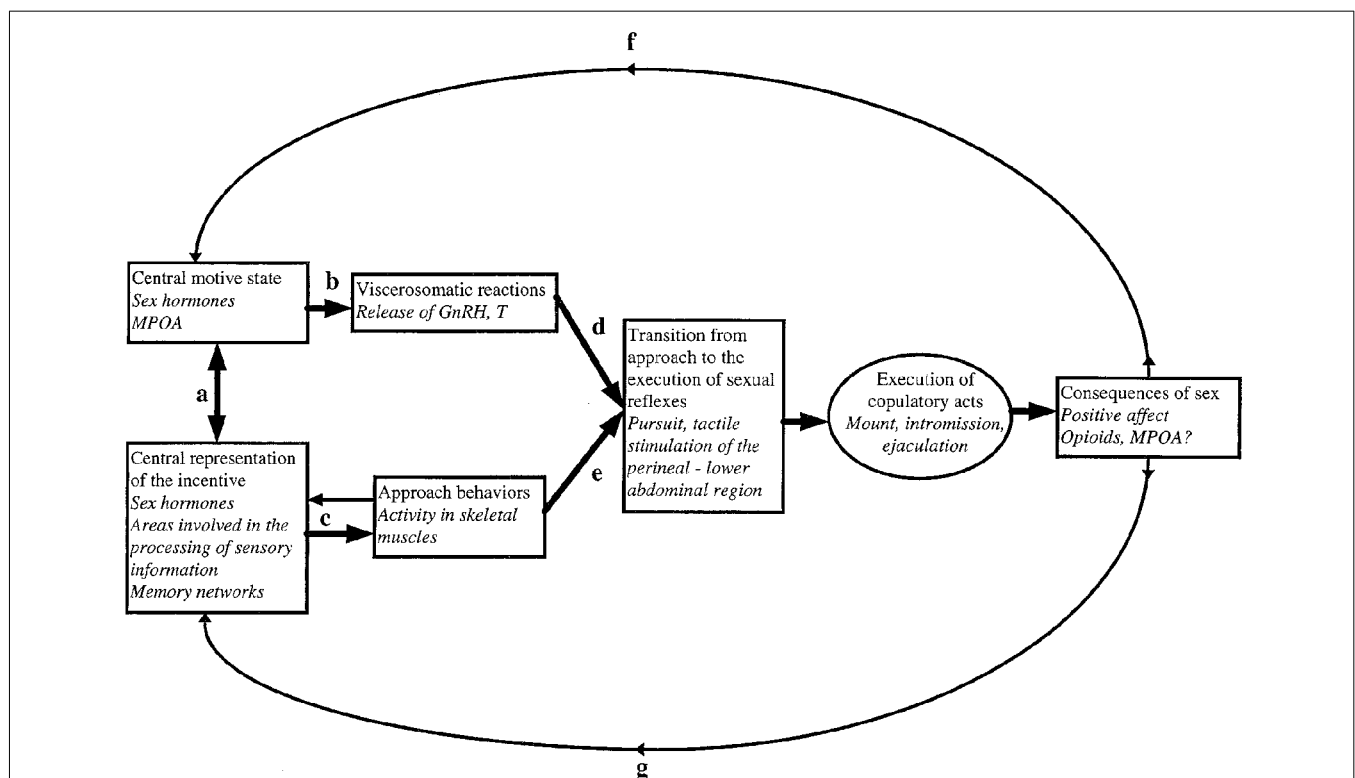 f
Central motive state
Sex hormones
MPOA
b
Viscerosomatic reactions
Release of GnRH, T
d
Transition from
approach to the
execution of sexual
reflexes
Pursuit, tactile
stimulation of the
perineal - lower
abdominal region
Execution of
copulatory acts
Mount, intromission,
ejaculation
Consequences of sex
Positive affect
Opioids, MPOA?
a
Central representation
of the incentive
Sex hormones
Areas involved in the
processing of sensory
information
Memory networks
c
Approach behaviors
Activity in skeletal
muscles
e
g